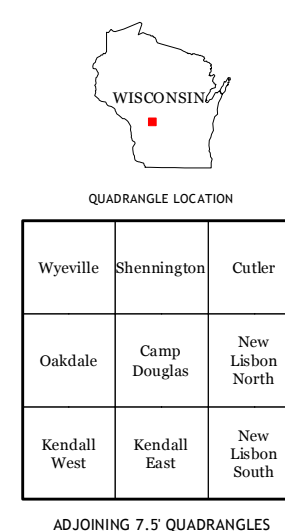 WISCONSIN
QUADRANGLE LOCATION
Wyeville Shennington Cutler
Oakdale Camp Douglas New Lisbon North
Kendall West Kendall East New Lisbon South
ADJOINING 7.5' QUADRANGLES